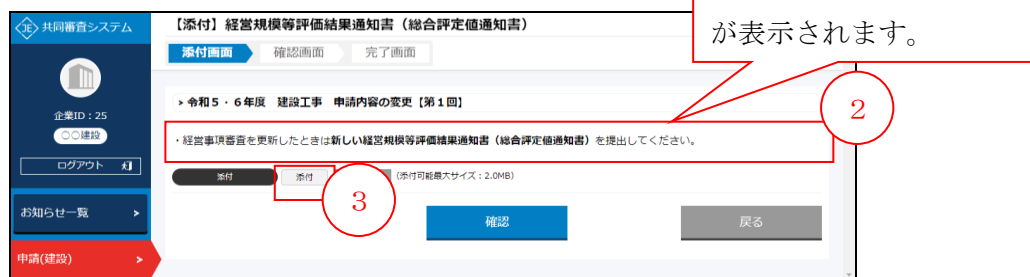 共同審査システム
企業ID：25
〇〇建設
ログアウト
お知らせ一覧 >
申請(建設) >
【添付】経営規模等評価結果通知書（総合評定値通知書）
添付画面 確認画面 完了画面
が表示されます。
> 令和５・６年度 建設工事 申請内容の変更【第１回】
②
・経営事項審査を更新したときは新しい経営規模等評価結果通知書（総合評定値通知書）を提出してください。
添付 添付 （添付可能最大サイズ：2.0MB）
③
確認 戻る